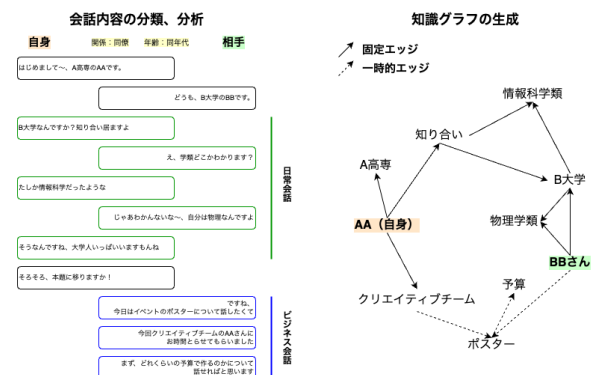 会話内容の分類、分析
自身
関係：同僚
年齢：同年代
相手
はじめまして〜、A高専のAAです。
どうも、B大学のBBです。
B大学なんですか？知り合い居ますよ
え、学類どこかわかります？
たしか情報科学だったような
じゃあわかんないな〜、自分は物理なんですよ
そうなんですね、大学人っぱいいますもんね
そろそろ、本題に移りますか！
ですね、
今日はイベントのポスターについて話したくて
今回クリエイティブチームのAAさんに
お時間とらせてもらいました
まず、どれくらいの予算で作るのかについて
話せればと思います
日常会話
ビジネス会話
知識グラフの生成
固定エッジ
一時的エッジ
情報科学類
知り合い
A高専
B大学
AA（自身）
物理学類
BBさん
クリエイティブチーム
予算
ポスター